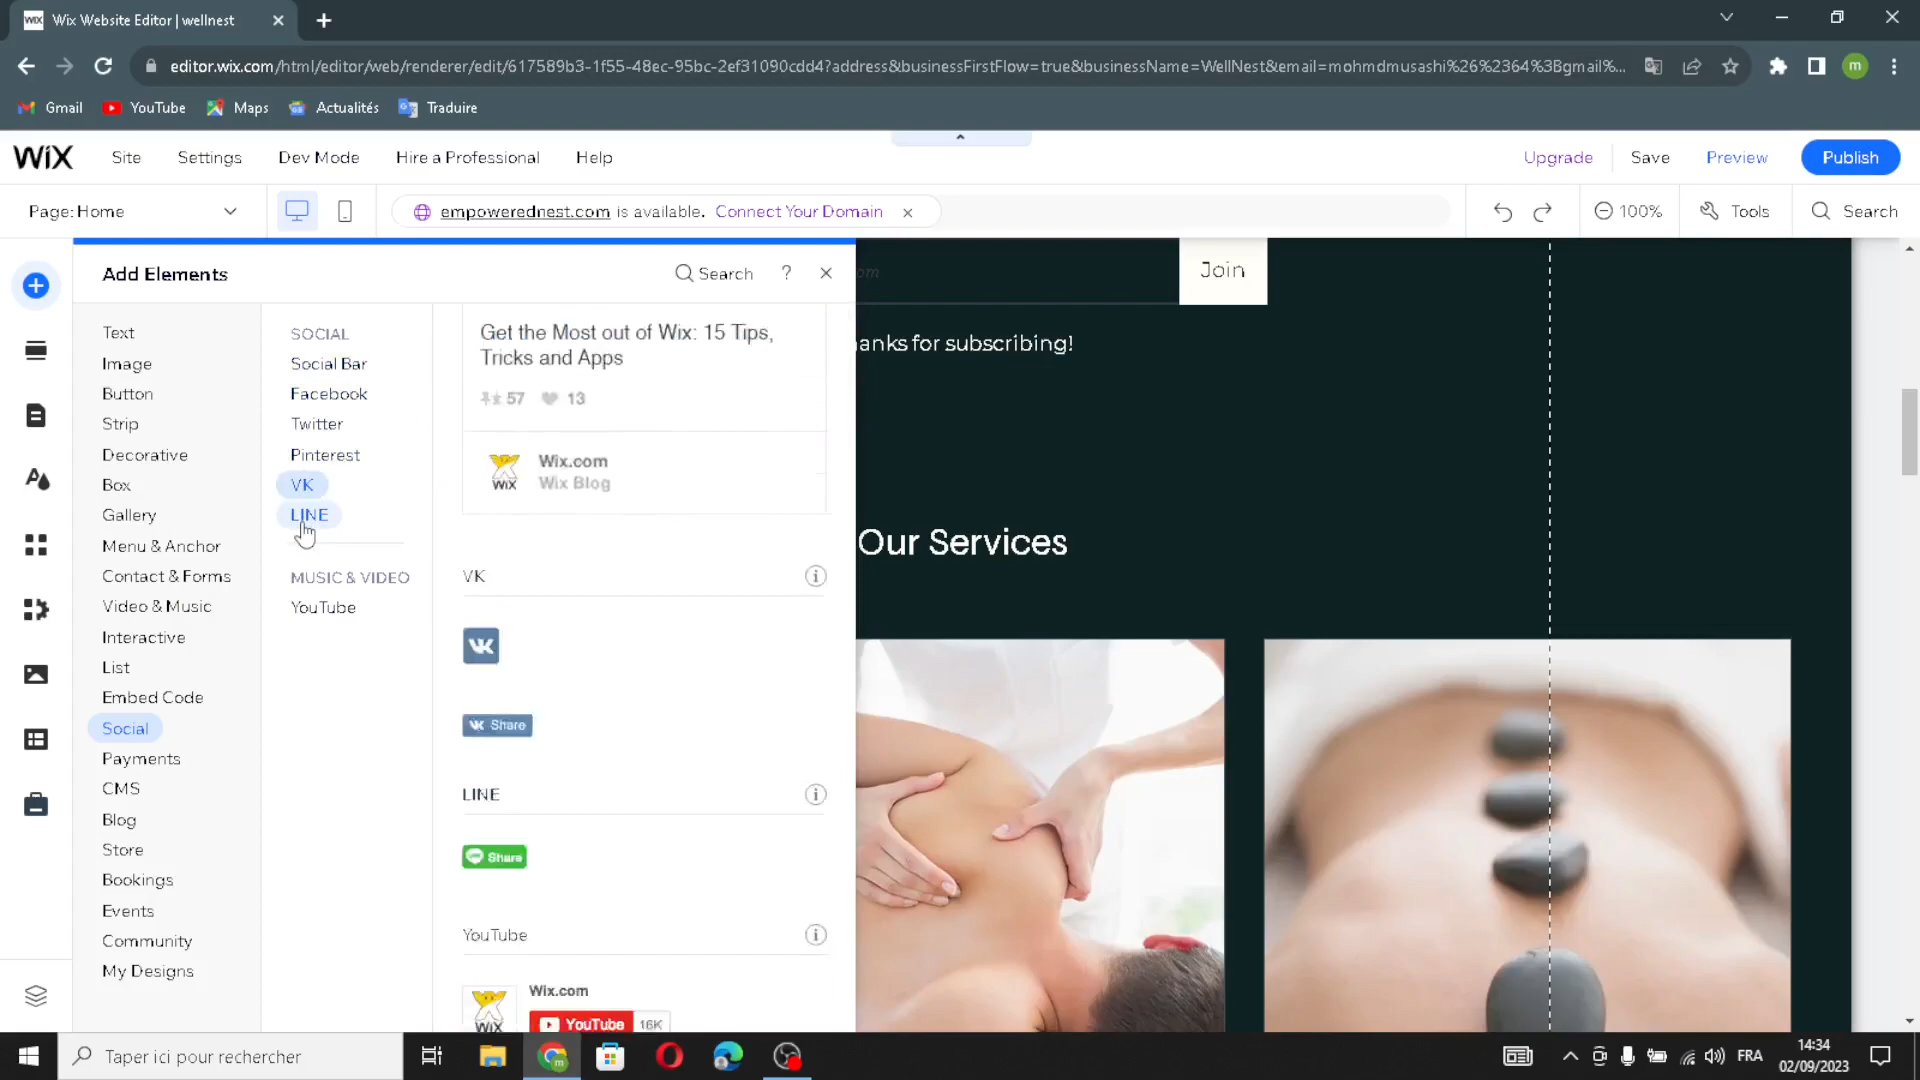 WiX Wix Website Editor | wellnest
editor.wix.com/html/editor/web/renderer/edit/617589b3-1f55-48ec-95bc-2ef31090cdd4?address&businessFirstFlow=true&businessName=WellNest&email=mohmdmusashi%26%2364%3Bgmail%...
m
Gmail YouTube Maps Actualités Traduire
WiX Site Settings Dev Mode Hire a Professional Help Upgrade Save Preview Publish
Page: Home empowerednest.com is available. Connect Your Domain 100% Tools Search
Add Elements Search ?
Text
Image
Button
Strip
Decorative
Box
Gallery
Menu & Anchor
Contact & Forms
Video & Music
Interactive
List
Embed Code
Social
Payments
CMS
Blog
Store
Bookings
Events
Community
My Designs
SOCIAL
Social Bar
Facebook
Twitter
Pinterest
VK
LINE
MUSIC & VIDEO
YouTube
Get the Most out of Wix: 15 Tips,
Tricks and Apps
57 13
WiX
Wix.com
Wix Blog
VK
VK
VK Share
LINE
Share
YouTube
WiX
Wix.com
YouTube 16K
om
Join
anks for subscribing!
Our Services
Taper ici pour rechercher
m
FRA
14:34
02/09/2023